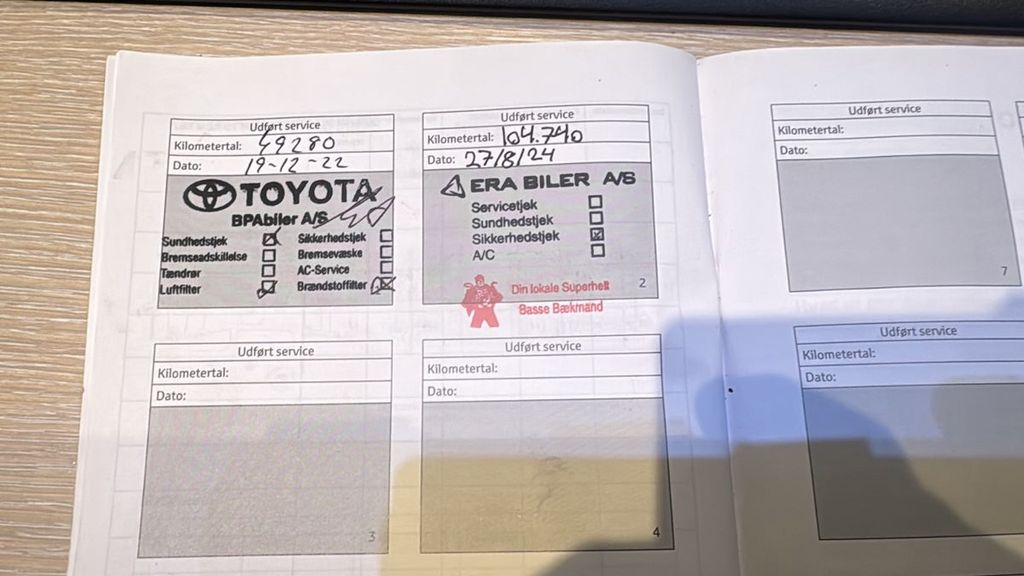 Udført service
Kilometertal: 49280
Dato: 19-12-22
TOYOTA
BPAbiler A/S
Sundhedstjek
Sikkerhedstjek
Bremseadskillelse
Bremsevæske
Tændrør
AC-Service
Luftfilter
Brændstoffilter
Udført service
Kilometertal: 104.740
Dato: 27/8/24
ERA BILER A/S
Servicetjek
Sundhedstjek
Sikkerhedstjek
A/C
Din lokale Superhelt
Basse Bækmand
2
Udført service
Kilometertal:
Dato:
3
Udført service
Kilometertal:
Dato:
4
Udført service
Kilometertal:
Dato:
7
Udført service
Kilometertal:
Dato: